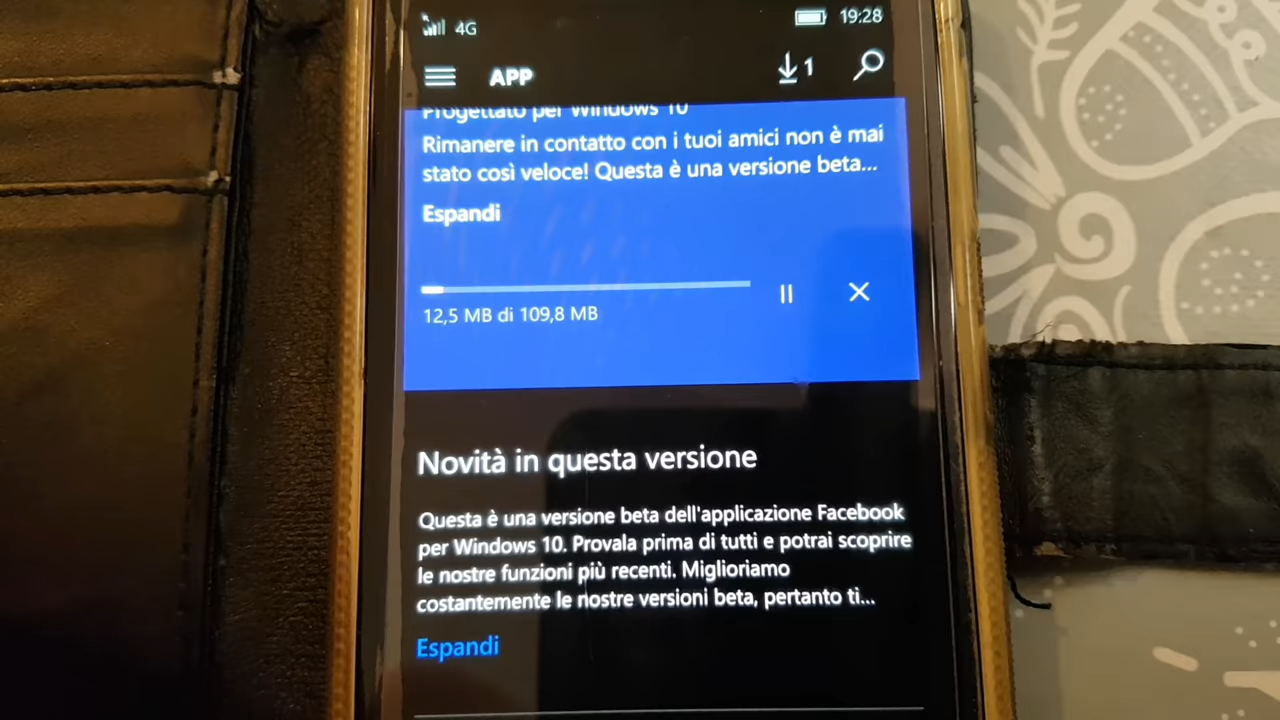 4G
19:28
APP
1
Progettato per Windows 10
Rimanere in contatto con i tuoi amici non è mai
stato così veloce! Questa è una versione beta...
Espandi
12,5 MB di 109,8 MB
Novità in questa versione
Questa è una versione beta dell'applicazione Facebook
per Windows 10. Provala prima di tutti e potrai scoprire
le nostre funzioni più recenti. Miglioriamo
costantemente le nostre versioni beta, pertanto ti...
Espandi